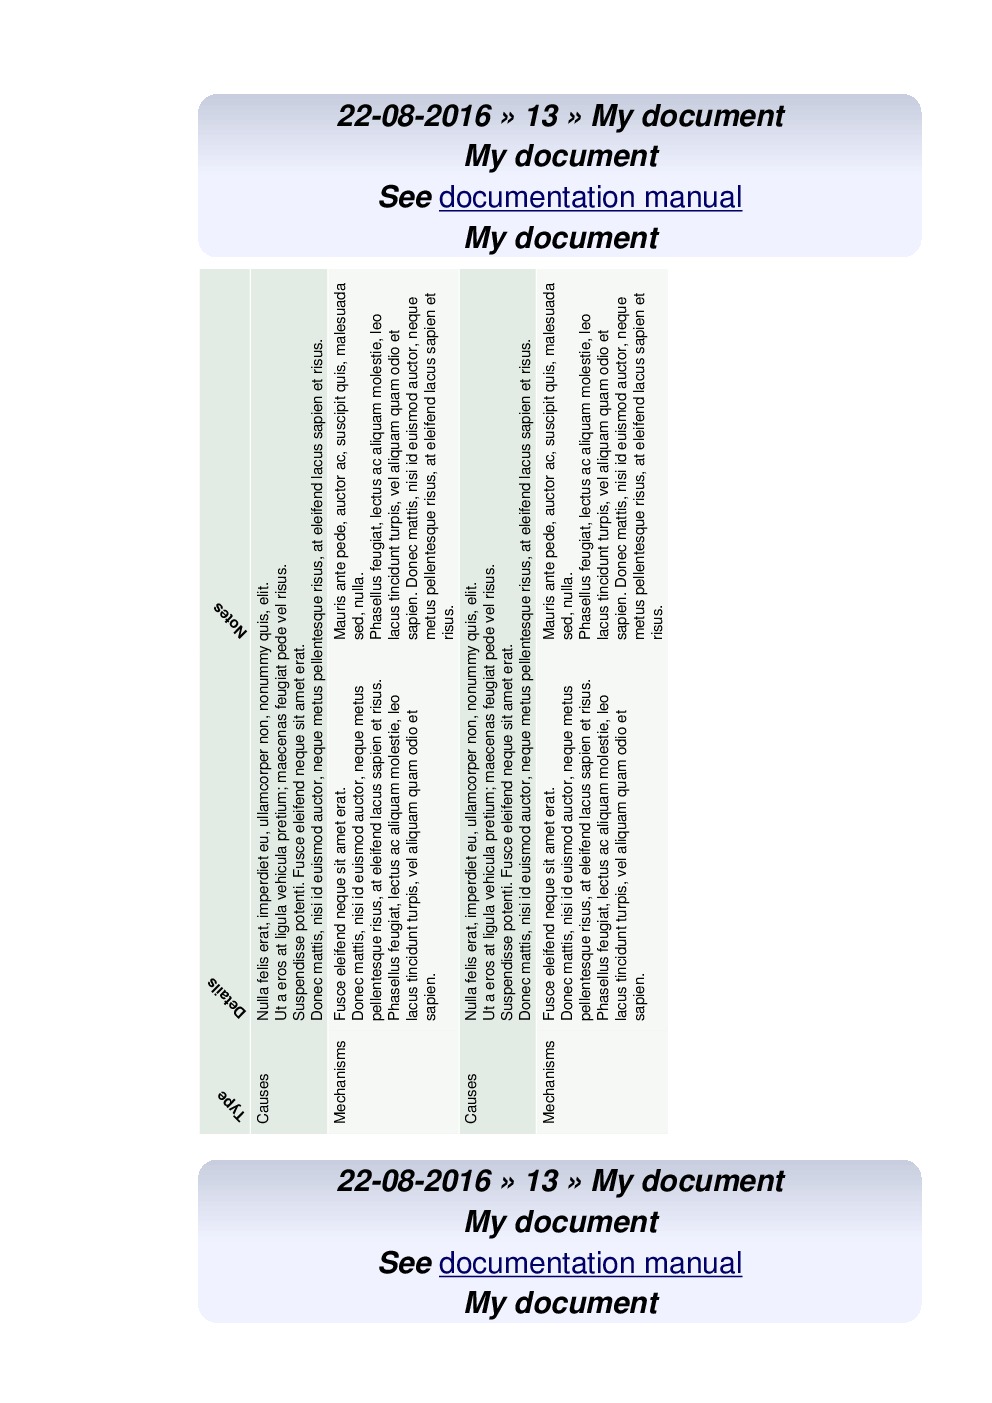 22-08-2016 » 13 » My document
My document
See documentation manual
My document
Type Details Notes
Causes
Nulla felis erat, imperdiet eu, ullamcorper non, nonummy quis, elit.
Ut a eros at ligula vehicula pretium; maecenas feugiat pede vel risus.
Suspendisse potenti. Fusce eleifend neque sit amet erat.
Donec mattis, nisi id euismod auctor, neque metus pellentesque risus, at eleifend lacus sapien et risus.
Mechanisms
Fusce eleifend neque sit amet erat.
Donec mattis, nisi id euismod auctor, neque metus
pellentesque risus, at eleifend lacus sapien et risus.
Phasellus feugiat, lectus ac aliquam molestie, leo
lacus tincidunt turpis, vel aliquam quam odio et
sapien.
Mauris ante pede, auctor ac, suscipit quis, malesuada
sed, nulla.
Phasellus feugiat, lectus ac aliquam molestie, leo
lacus tincidunt turpis, vel aliquam quam odio et
sapien. Donec mattis, nisi id euismod auctor, neque
metus pellentesque risus, at eleifend lacus sapien et
risus.
Causes
Nulla felis erat, imperdiet eu, ullamcorper non, nonummy quis, elit.
Ut a eros at ligula vehicula pretium; maecenas feugiat pede vel risus.
Suspendisse potenti. Fusce eleifend neque sit amet erat.
Donec mattis, nisi id euismod auctor, neque metus pellentesque risus, at eleifend lacus sapien et risus.
Mechanisms
Fusce eleifend neque sit amet erat.
Donec mattis, nisi id euismod auctor, neque metus
pellentesque risus, at eleifend lacus sapien et risus.
Phasellus feugiat, lectus ac aliquam molestie, leo
lacus tincidunt turpis, vel aliquam quam odio et
sapien.
Mauris ante pede, auctor ac, suscipit quis, malesuada
sed, nulla.
Phasellus feugiat, lectus ac aliquam molestie, leo
lacus tincidunt turpis, vel aliquam quam odio et
sapien. Donec mattis, nisi id euismod auctor, neque
metus pellentesque risus, at eleifend lacus sapien et
risus.
22-08-2016 » 13 » My document
My document
See documentation manual
My document